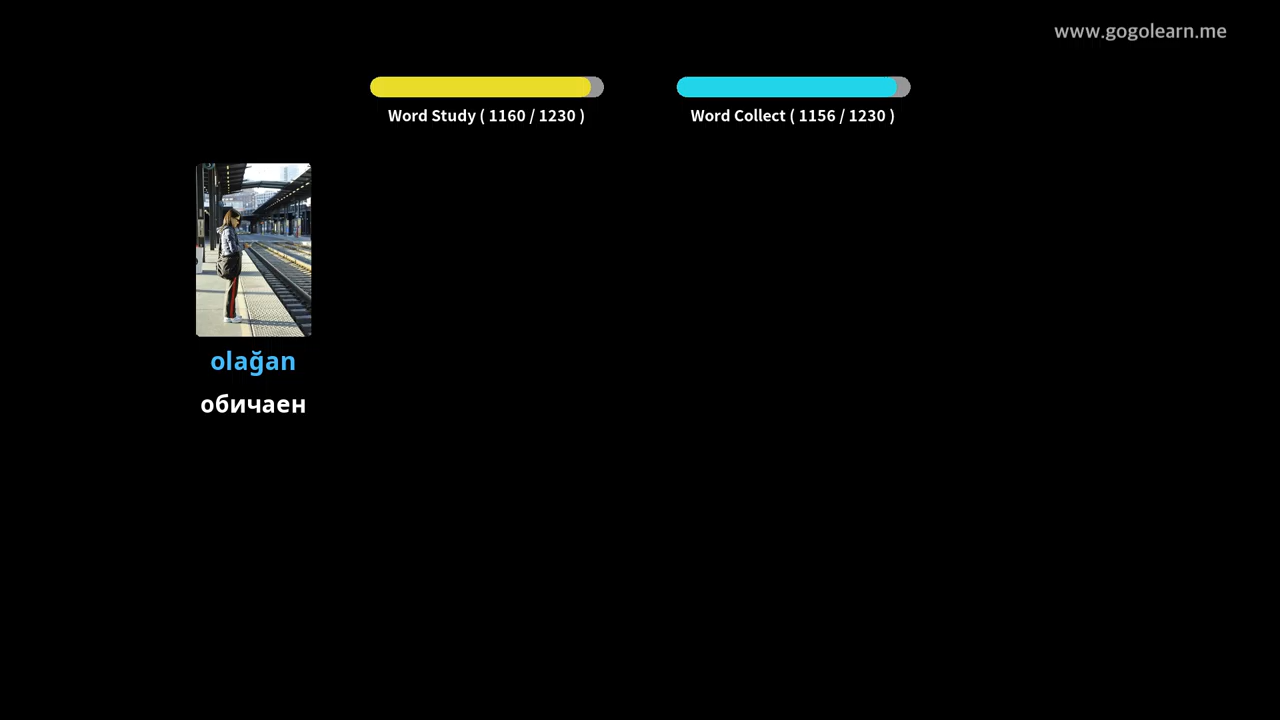 www.gogolearn.me
Word Study ( 1160 / 1230 )
Word Collect ( 1156 / 1230 )
olağan
обичаен